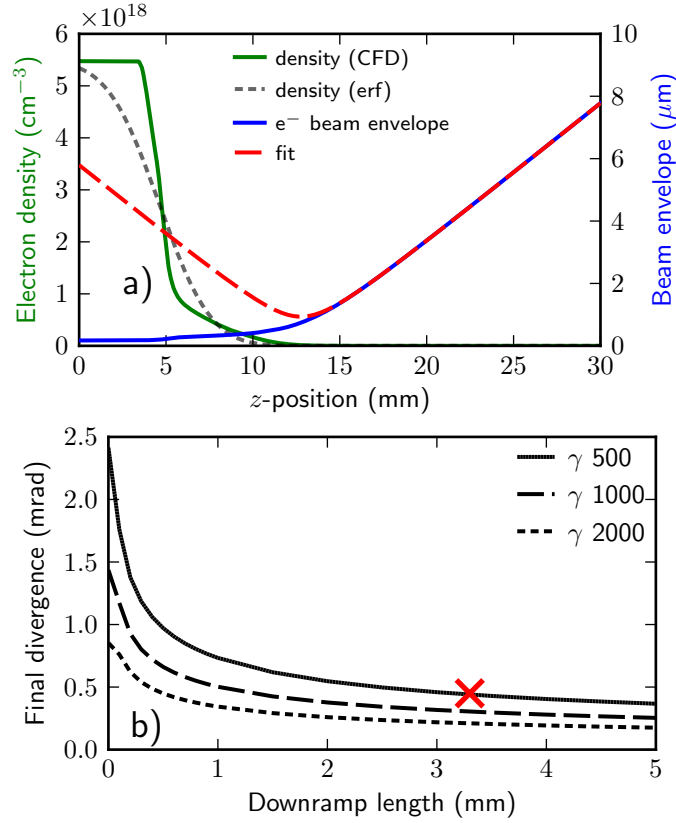 ×10^18
6
5
4
3
2
1
0
Electron density (cm^−3)
density (CFD)
density (erf)
e^− beam envelope
fit
a)
10
8
6
4
2
0
Beam envelope (μm)
0 5 10 15 20 25 30
z-position (mm)
2.5
2.0
1.5
1.0
0.5
0.0
Final divergence (mrad)
γ 500
γ 1000
γ 2000
b)
0 1 2 3 4 5
Downramp length (mm)